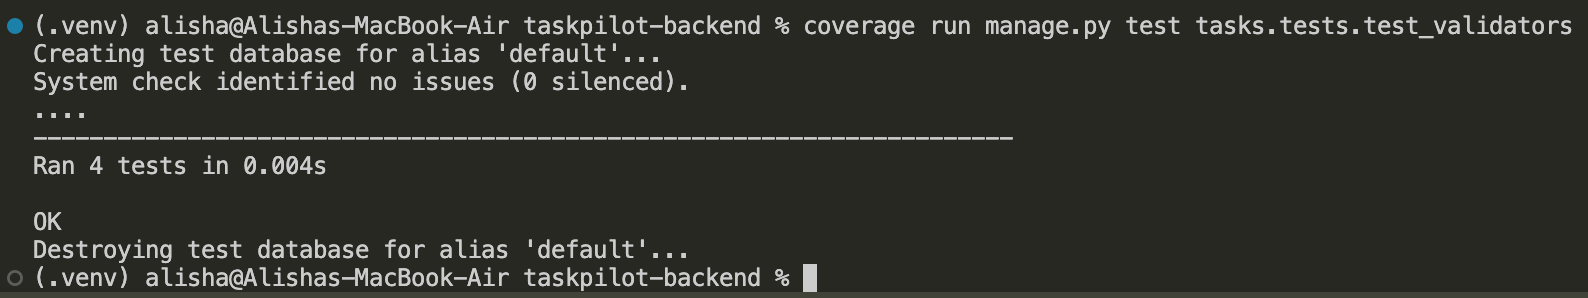 (.venv) alisha@Alishas-MacBook-Air taskpilot-backend % coverage run manage.py test tasks.tests.test_validators
Creating test database for alias 'default'...
System check identified no issues (0 silenced).
....
----------------------------------------------------------------------
Ran 4 tests in 0.004s

OK
Destroying test database for alias 'default'...
(.venv) alisha@Alishas-MacBook-Air taskpilot-backend %